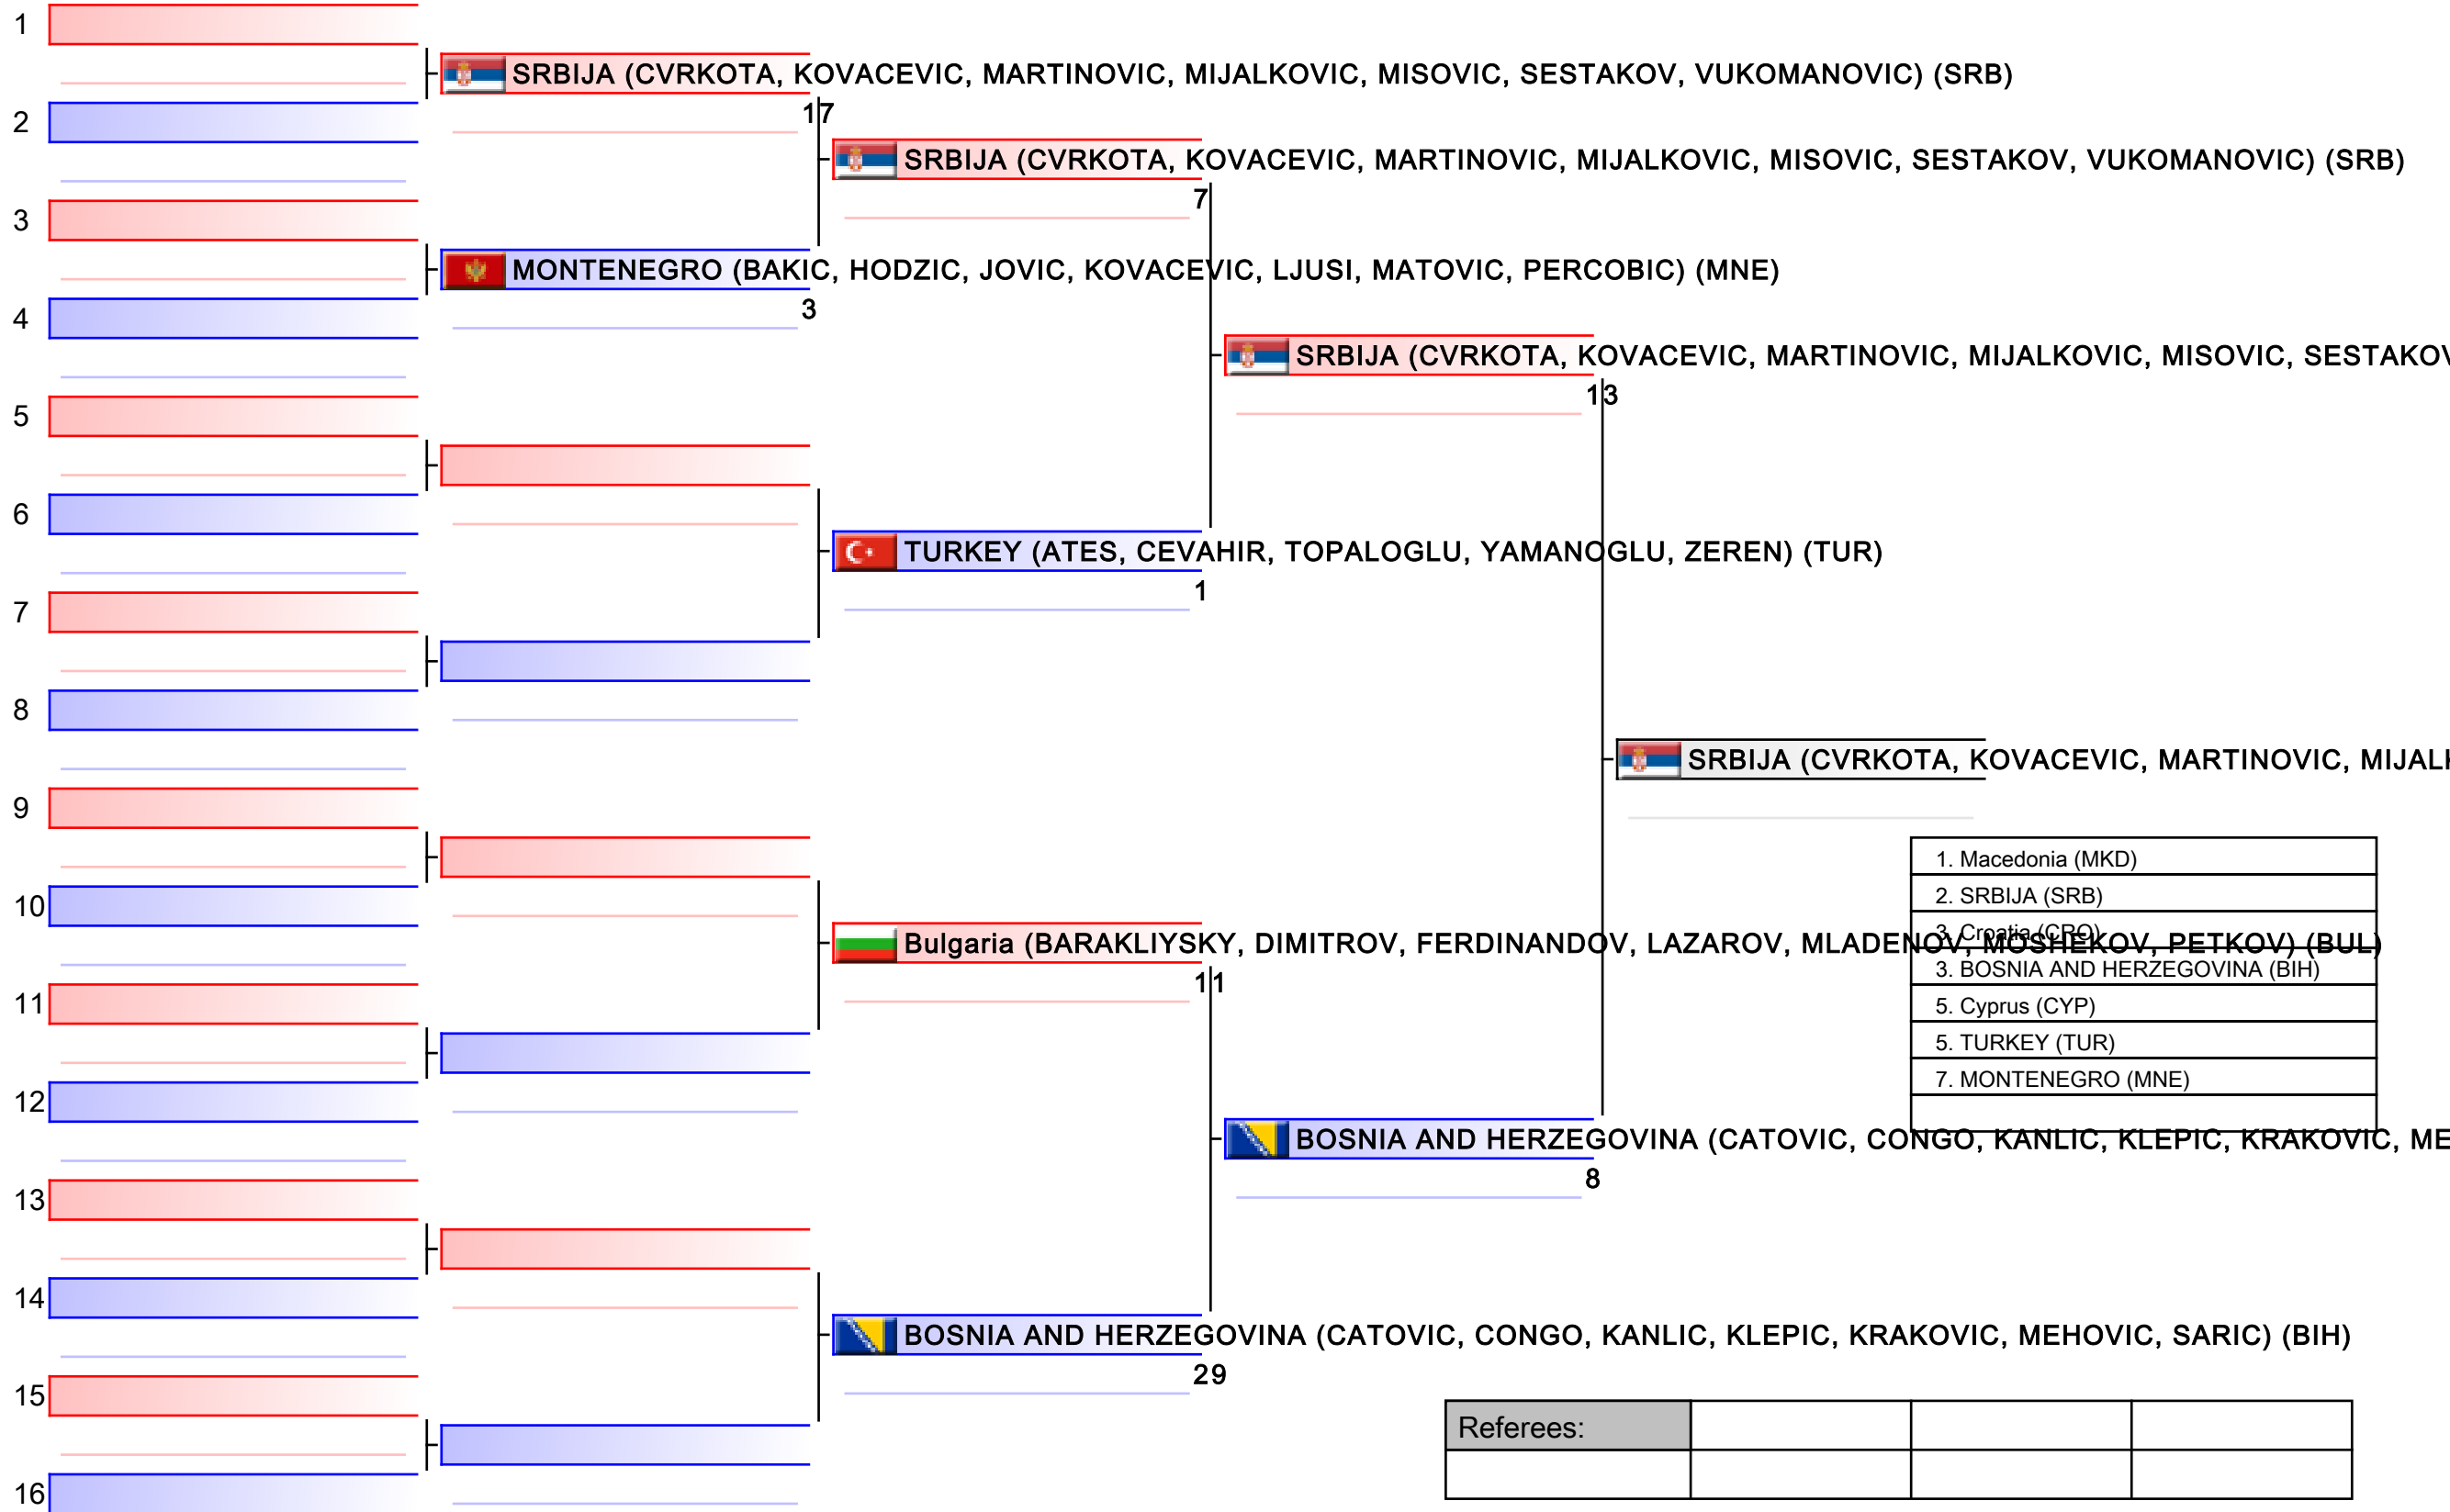 1
SRBIJA (CVRKOTA, KOVACEVIC, MARTINOVIC, MIJALKOVIC, MISOVIC, SESTAKOV, VUKOMANOVIC) (SRB)
17
2
SRBIJA (CVRKOTA, KOVACEVIC, MARTINOVIC, MIJALKOVIC, MISOVIC, SESTAKOV, VUKOMANOVIC) (SRB)
7
3
MONTENEGRO (BAKIC, HODZIC, JOVIC, KOVACEVIC, LJUSI, MATOVIC, PERCOBIC) (MNE)
3
4
SRBIJA (CVRKOTA, KOVACEVIC, MARTINOVIC, MIJALKOVIC, MISOVIC, SESTAKOV
13
5
6
TURKEY (ATES, CEVAHIR, TOPALOGLU, YAMANOGLU, ZEREN) (TUR)
1
7
8
SRBIJA (CVRKOTA, KOVACEVIC, MARTINOVIC, MIJAL
9
1. Macedonia (MKD)
2. SRBIJA (SRB)
10
3. Croatia (CRO)
Bulgaria (BARAKLIYSKY, DIMITROV, FERDINANDOV, LAZAROV, MLADENOV, MOSHEKOV, PETKOV) (BUL)
11
3. BOSNIA AND HERZEGOVINA (BIH)
11
5. Cyprus (CYP)
5. TURKEY (TUR)
7. MONTENEGRO (MNE)
12
BOSNIA AND HERZEGOVINA (CATOVIC, CONGO, KANLIC, KLEPIC, KRAKOVIC, ME
8
13
14
BOSNIA AND HERZEGOVINA (CATOVIC, CONGO, KANLIC, KLEPIC, KRAKOVIC, MEHOVIC, SARIC) (BIH)
29
15
Referees:
16